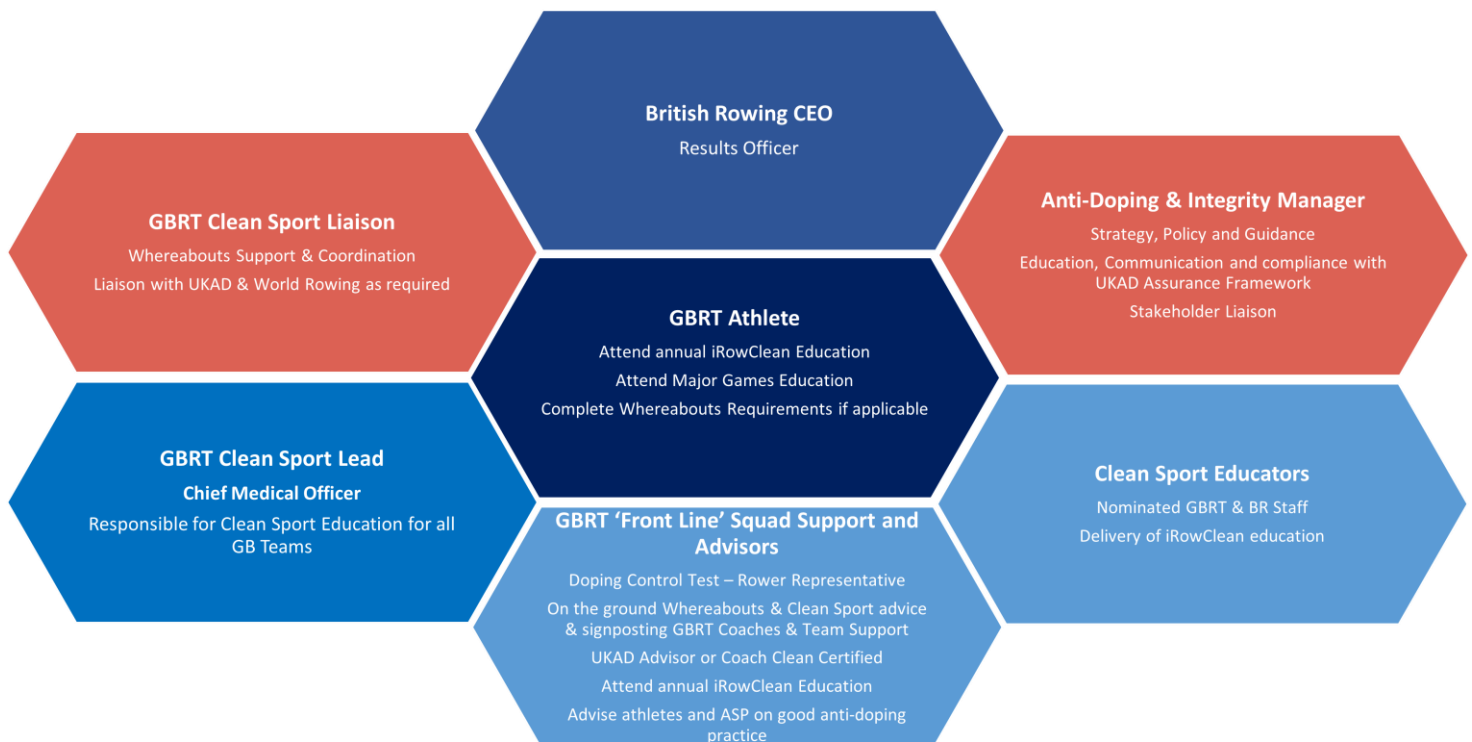 British Rowing CEO
Results Officer
GBRT Clean Sport Liaison
Whereabouts Support & Coordination
Liaison with UKAD & World Rowing as required
Anti-Doping & Integrity Manager
Strategy, Policy and Guidance
Education, Communication and compliance with
UKAD Assurance Framework
Stakeholder Liaison
GBRT Athlete
Attend annual iRowClean Education
Attend Major Games Education
Complete Whereabouts Requirements if applicable
GBRT Clean Sport Lead
Chief Medical Officer
Responsible for Clean Sport Education for all
GB Teams
Clean Sport Educators
Nominated GBRT & BR Staff
Delivery of iRowClean education
GBRT ‘Front Line’ Squad Support and
Advisors
Doping Control Test – Rower Representative
On the ground Whereabouts & Clean Sport advice
& signposting GBRT Coaches & Team Support
UKAD Advisor or Coach Clean Certified
Attend annual iRowClean Education
Advise athletes and ASP on good anti-doping
practice